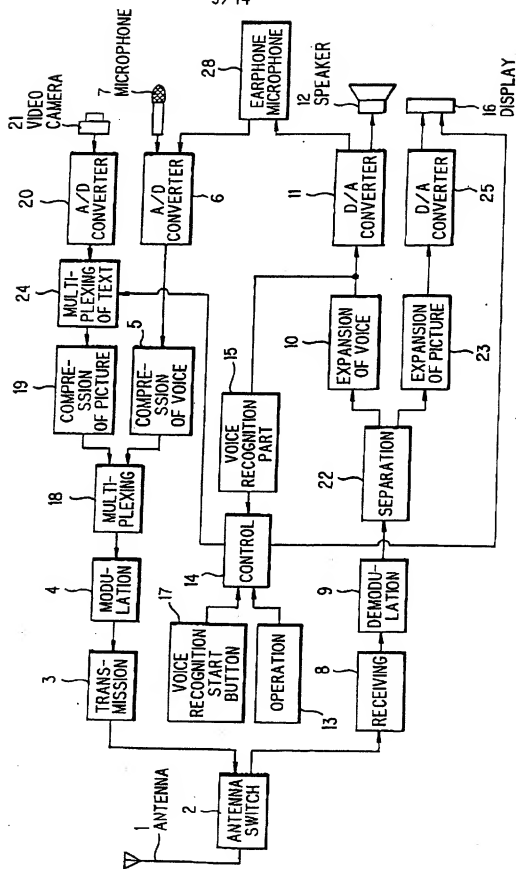 21 VIDEO
CAMERA
7 MICROPHONE
20
A/D
CONVERTER
A/D
CONVERTER
6
28
EARPHONE
MICROPHONE
12 SPEAKER
24
MULTI-
PLEXING
OF TEXT
11
D/A
CONVERTER
16 DISPLAY
D/A
CONVERTER
25
19
COMPRE-
SSION
OF PICTURE
5
COMPRE-
SSION
OF VOICE
15
VOICE
RECOGNITION
PART
10
EXPANSION
OF VOICE
EXPANSION
OF PICTURE
23
18
MULTI-
PLEXING
14
CONTROL
22
SEPARATION
4
MODU-
LATION
17
VOICE
RECOGNITION
START
BUTTON
OPERATION
13
9
DEMODU-
LATION
3
TRANS-
MISSION
8
RECEIVING
1 ANTENNA
2
ANTENNA
SWITCH